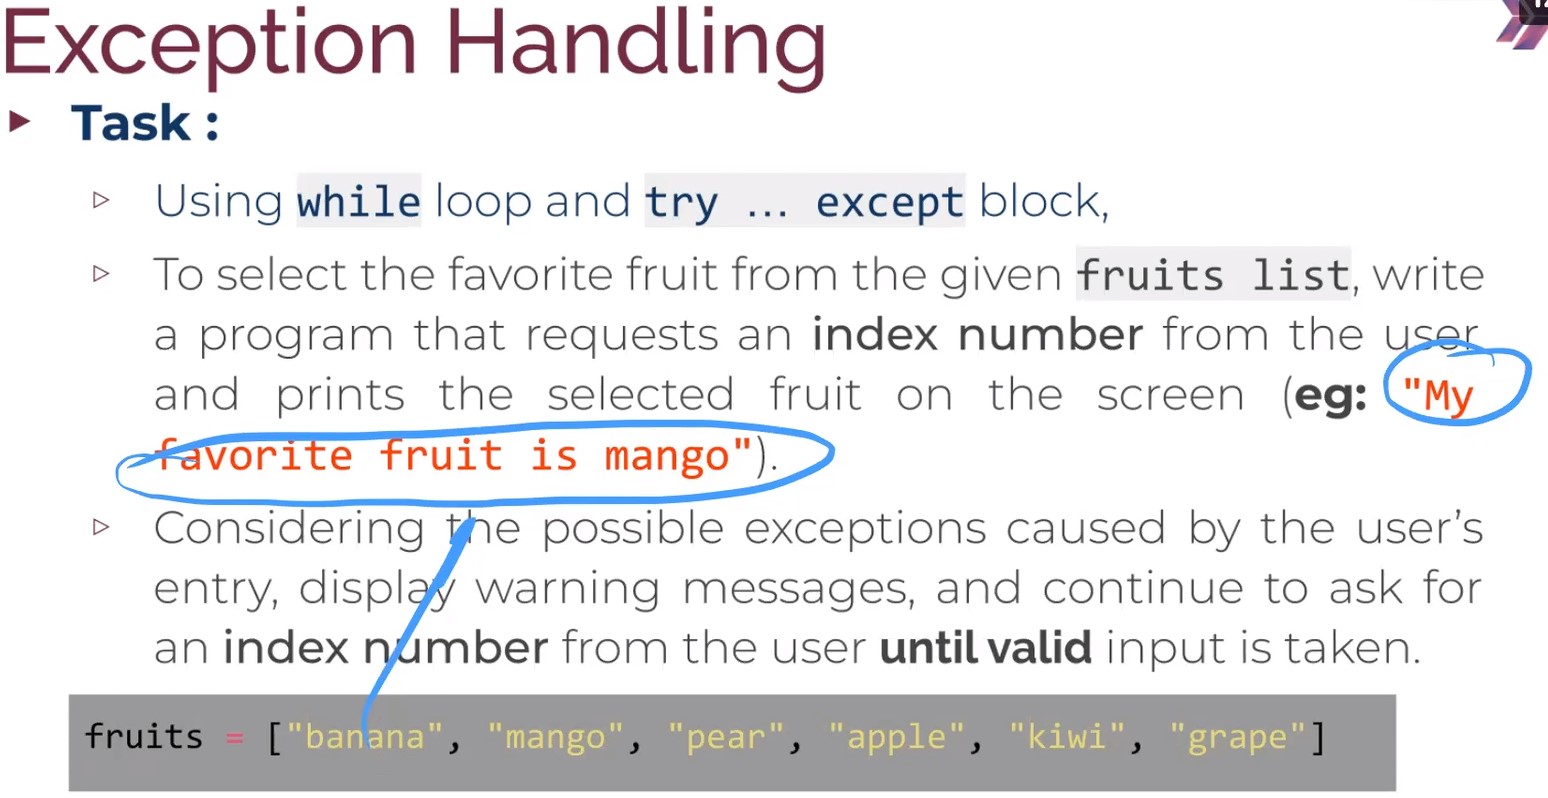 Exception Handling
Task :
Using while loop and try ... except block,
To select the favorite fruit from the given fruits list, write
a program that requests an index number from the user
and prints the selected fruit on the screen (eg: "My
favorite fruit is mango").
Considering the possible exceptions caused by the user's
entry, display warning messages, and continue to ask for
an index number from the user until valid input is taken.
fruits = ["banana", "mango", "pear", "apple", "kiwi", "grape"]